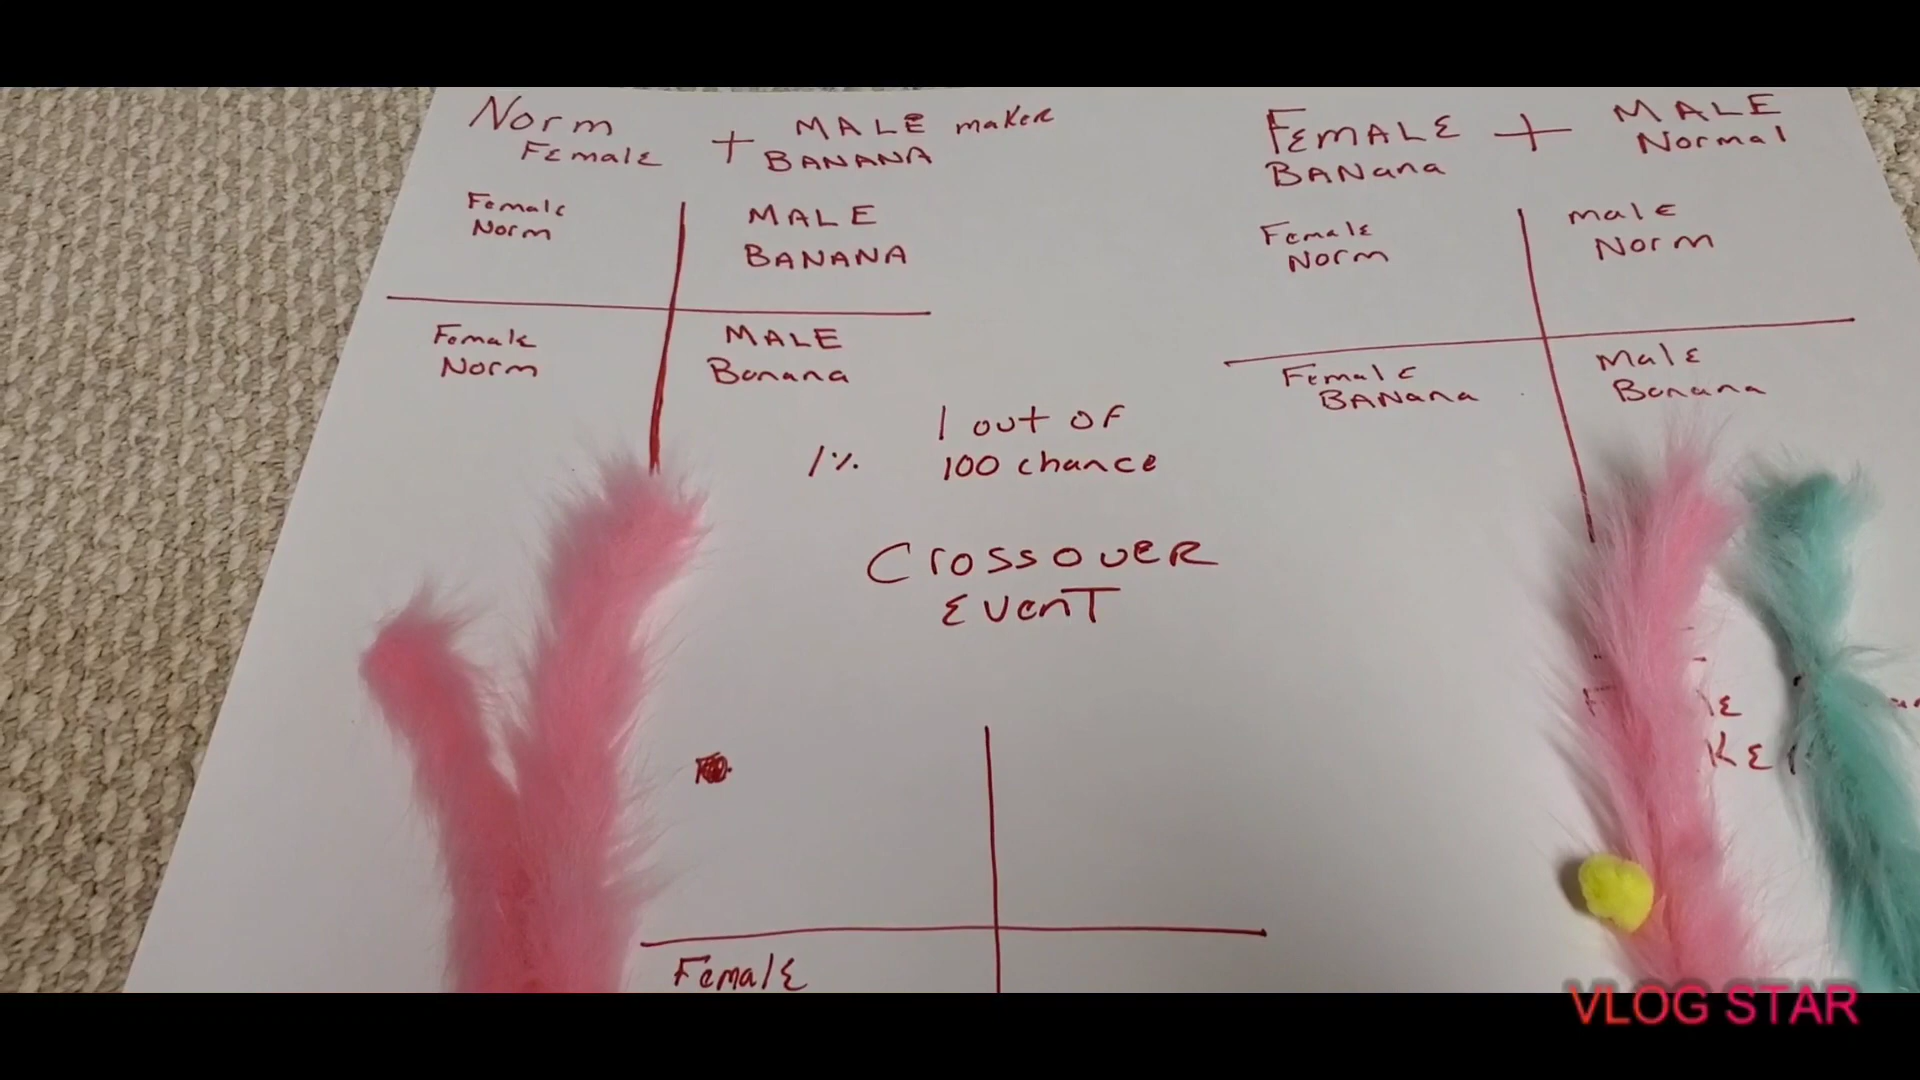 Norm
Female
+
MALE maker
BANANA
Female
Norm
MALE
BANANA
Female
Norm
MALE
Banana
FEMALE
BANana
+
MALE
Normal
Female
Norm
male
Norm
Female
BANana
Male
Banana
1 out of
1% 100 chance
Crossover
EvenT
Female
VLOG STAR